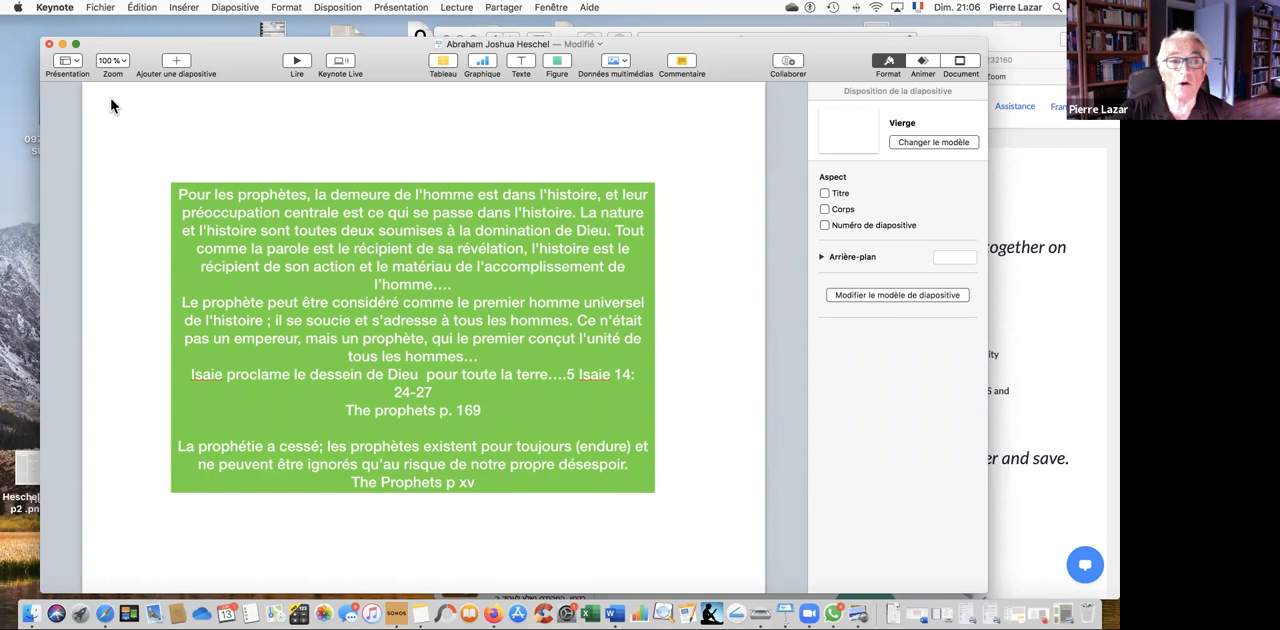 Keynote Fichier Édition Insérer Diapositive Format Disposition Présentation Lecture Partager Fenêtre Aide Dim. 21:06 Pierre Lazar
Abraham Joshua Heschel — Modifié
100 %
Présentation Zoom Ajouter une diapositive Lire Keynote Live Tableau Graphique Texte Figure Données multimédias Commentaire Collaborer Format Animer Document
Disposition de la diapositive
Vierge
Changer le modèle
Aspect
Titre
Corps
Numéro de diapositive
Arrière-plan
Modifier le modèle de diapositive
Pour les prophètes, la demeure de l'homme est dans l'histoire, et leur
préoccupation centrale est ce qui se passe dans l'histoire. La nature
et l'histoire sont toutes deux soumises à la domination de Dieu. Tout
comme la parole est le récipient de sa révélation, l'histoire est le
récipient de son action et le matériau de l'accomplissement de
l'homme….
Le prophète peut être considéré comme le premier homme universel
de l'histoire ; il se soucie et s'adresse à tous les hommes. Ce n'était
pas un empereur, mais un prophète, qui le premier conçut l'unité de
tous les hommes…
Isaie proclame le dessein de Dieu pour toute la terre….5 Isaie 14:
24-27
The prophets p. 169
La prophétie a cessé; les prophètes existent pour toujours (endure) et
ne peuvent être ignorés qu'au risque de notre propre désespoir.
The Prophets p xv
Pierre Lazar
232160
Zoom
Assistance
ogether on
ity
S and
er and save.
Heschel
p2 .pn
SONOS
13